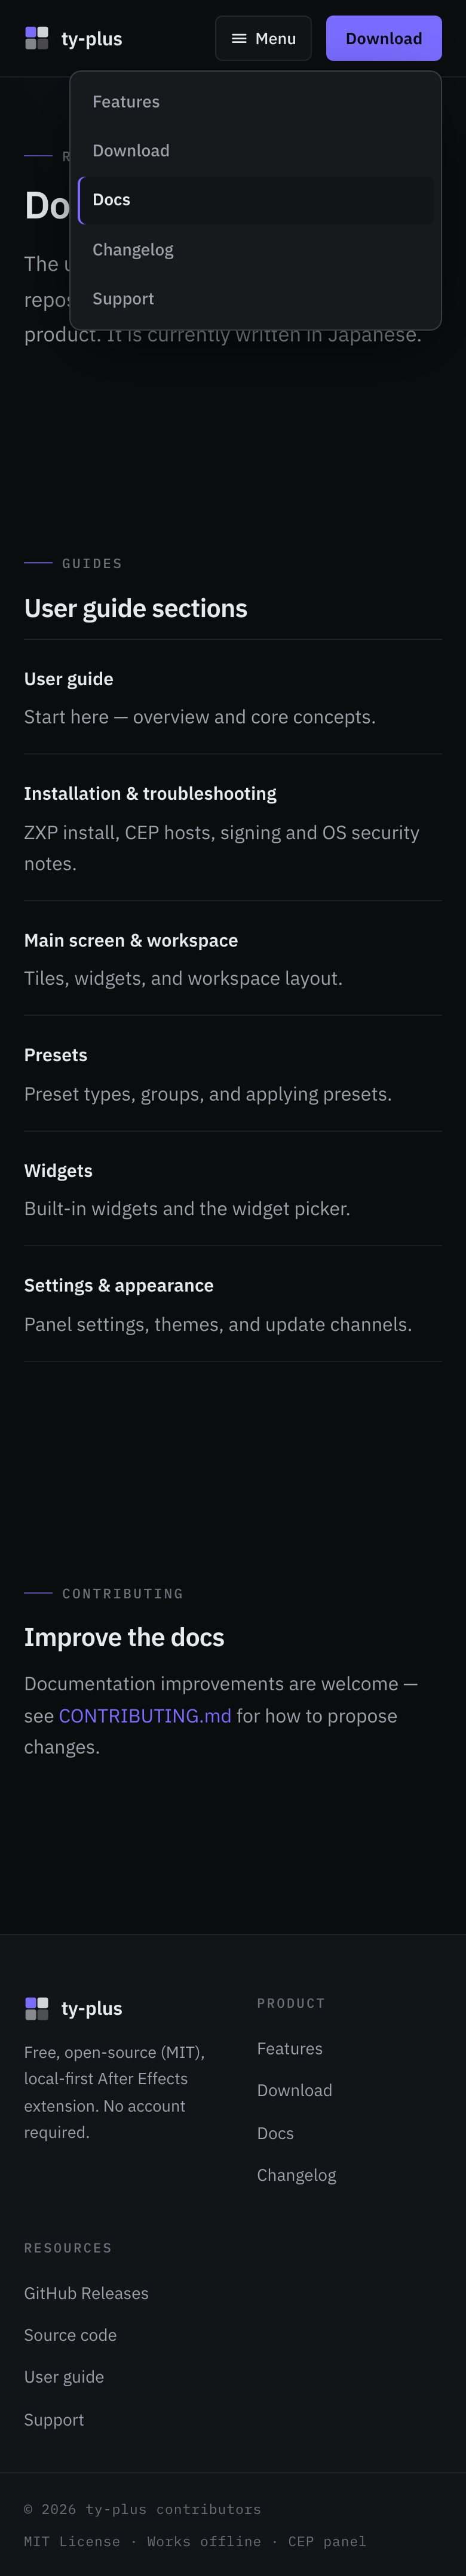 ty-plus
Menu
Download
Features
Download
Docs
Changelog
Support
Do
The
product. It is currently written in Japanese.
GUIDES
User guide sections
User guide
Start here — overview and core concepts.
Installation & troubleshooting
ZXP install, CEP hosts, signing and OS security
notes.
Main screen & workspace
Tiles, widgets, and workspace layout.
Presets
Preset types, groups, and applying presets.
Widgets
Built-in widgets and the widget picker.
Settings & appearance
Panel settings, themes, and update channels.
CONTRIBUTING
Improve the docs
Documentation improvements are welcome —
see CONTRIBUTING.md for how to propose
changes.
ty-plus
Free, open-source (MIT),
local-first After Effects
extension. No account
required.
PRODUCT
Features
Download
Docs
Changelog
RESOURCES
GitHub Releases
Source code
User guide
Support
© 2026 ty-plus contributors
MIT License · Works offline · CEP panel